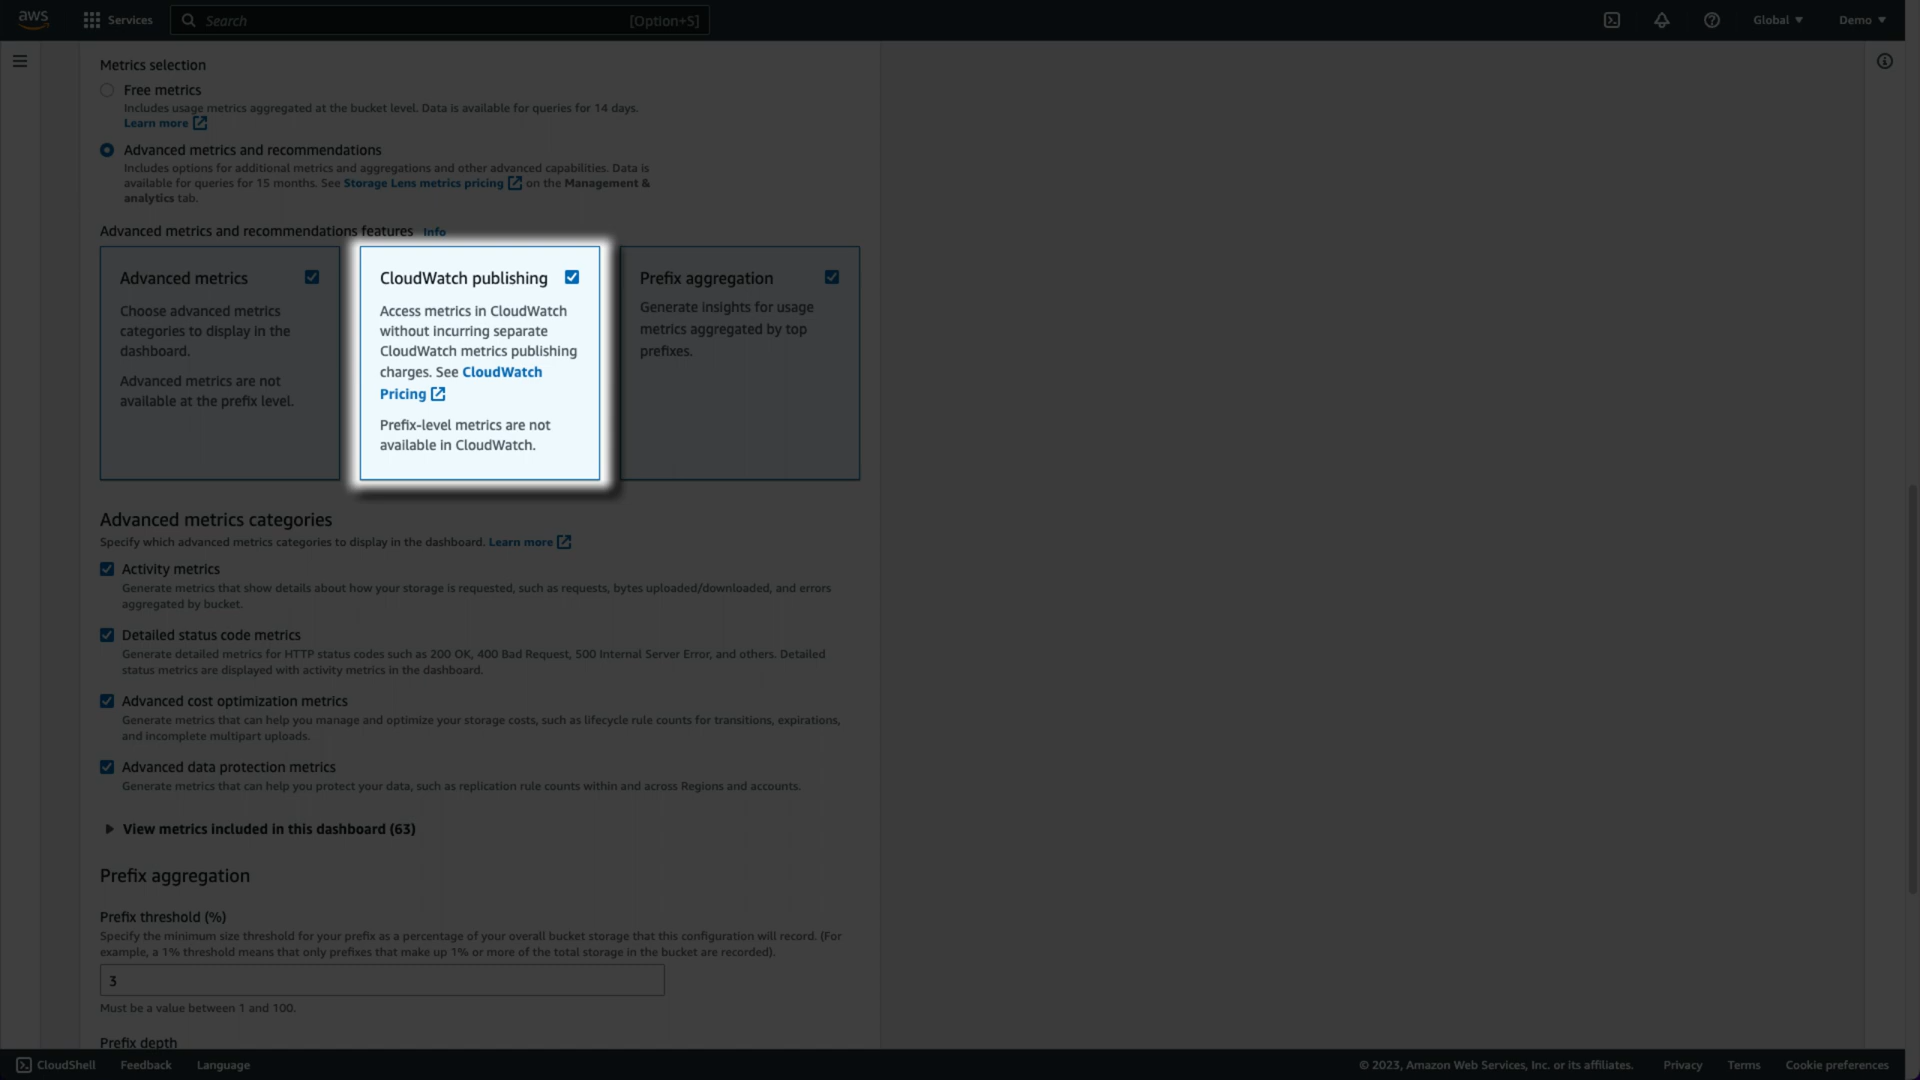 aws
Services
Search
[Option+S]
Global
Demo
Metrics selection
Free metrics
Includes usage metrics aggregated at the bucket level. Data is available for queries for 14 days.
Learn more
Advanced metrics and recommendations
Includes options for additional metrics and aggregations and other advanced capabilities. Data is
available for queries for 15 months. See Storage Lens metrics pricing on the Management &
analytics tab.
Advanced metrics and recommendations features Info
Advanced metrics
Choose advanced metrics
categories to display in the
dashboard.
Advanced metrics are not
available at the prefix level.
CloudWatch publishing
Access metrics in CloudWatch
without incurring separate
CloudWatch metrics publishing
charges. See CloudWatch
Pricing
Prefix-level metrics are not
available in CloudWatch.
Prefix aggregation
Generate insights for usage
metrics aggregated by top
prefixes.
Advanced metrics categories
Specify which advanced metrics categories to display in the dashboard. Learn more
Activity metrics
Generate metrics that show details about how your storage is requested, such as requests, bytes uploaded/downloaded, and errors
aggregated by bucket.
Detailed status code metrics
Generate detailed metrics for HTTP status codes such as 200 OK, 400 Bad Request, 500 Internal Server Error, and others. Detailed
status metrics are displayed with activity metrics in the dashboard.
Advanced cost optimization metrics
Generate metrics that can help you manage and optimize your storage costs, such as lifecycle rule counts for transitions, expirations,
and incomplete multipart uploads.
Advanced data protection metrics
Generate metrics that can help you protect your data, such as replication rule counts within and across Regions and accounts.
View metrics included in this dashboard (63)
Prefix aggregation
Prefix threshold (%)
Specify the minimum size threshold for your prefix as a percentage of your overall bucket storage that this configuration will record. (For
example, a 1% threshold means that only prefixes that make up 1% or more of the total storage in the bucket are recorded).
3
Must be a value between 1 and 100.
Prefix depth
CloudShell
Feedback
Language
© 2023, Amazon Web Services, Inc. or its affiliates.
Privacy
Terms
Cookie preferences